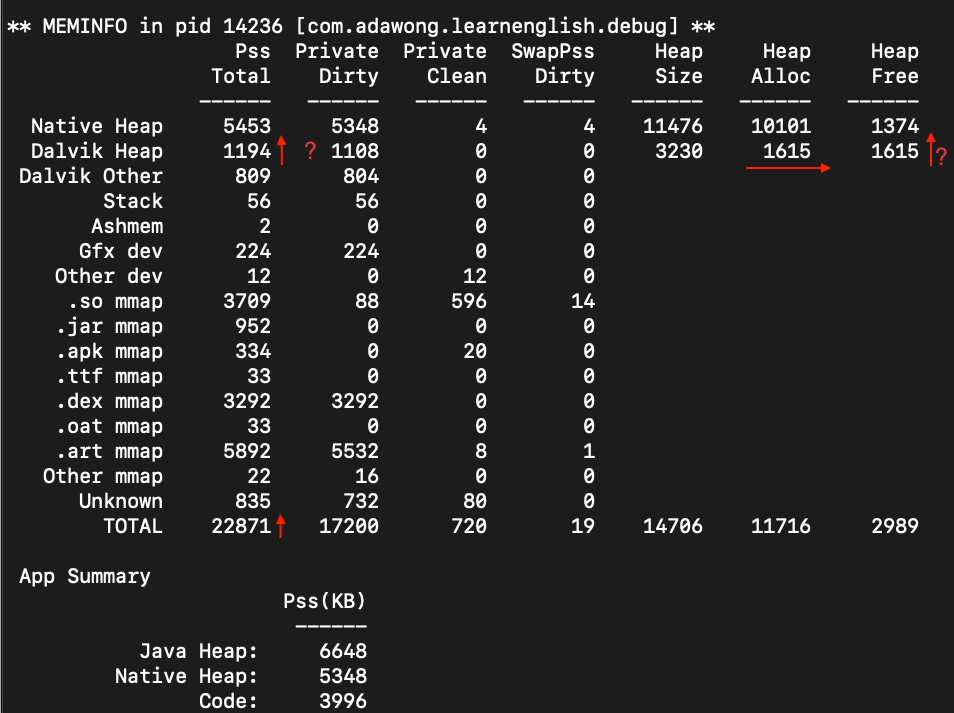 ** MEMINFO in pid 14236 [com.adawong.learnenglish.debug] **
Pss Private Private SwapPss Heap Heap Heap
Total Dirty Clean Dirty Size Alloc Free
------ ------ ------ ------ ------ ------ ------
Native Heap 5453 5348 4 4 11476 10101 1374
Dalvik Heap 1194 ? 1108 0 0 3230 1615 1615 ?
Dalvik Other 809 804 0 0
Stack 56 56 0 0
Ashmem 2 0 0 0
Gfx dev 224 224 0 0
Other dev 12 0 12 0
.so mmap 3709 88 596 14
.jar mmap 952 0 0 0
.apk mmap 334 0 20 0
.ttf mmap 33 0 0 0
.dex mmap 3292 3292 0 0
.oat mmap 33 0 0 0
.art mmap 5892 5532 8 1
Other mmap 22 16 0 0
Unknown 835 732 80 0
TOTAL 22871 17200 720 19 14706 11716 2989
App Summary
Pss(KB)
------
Java Heap: 6648
Native Heap: 5348
Code: 3996